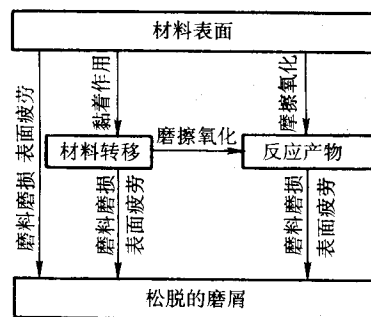 材料表面
磨料磨损 表面疲劳
黏着作用
摩擦氧化
材料转移
磨擦氧化
反应产物
磨料磨损
表面疲劳
磨料磨损
表面疲劳
松脱的磨屑